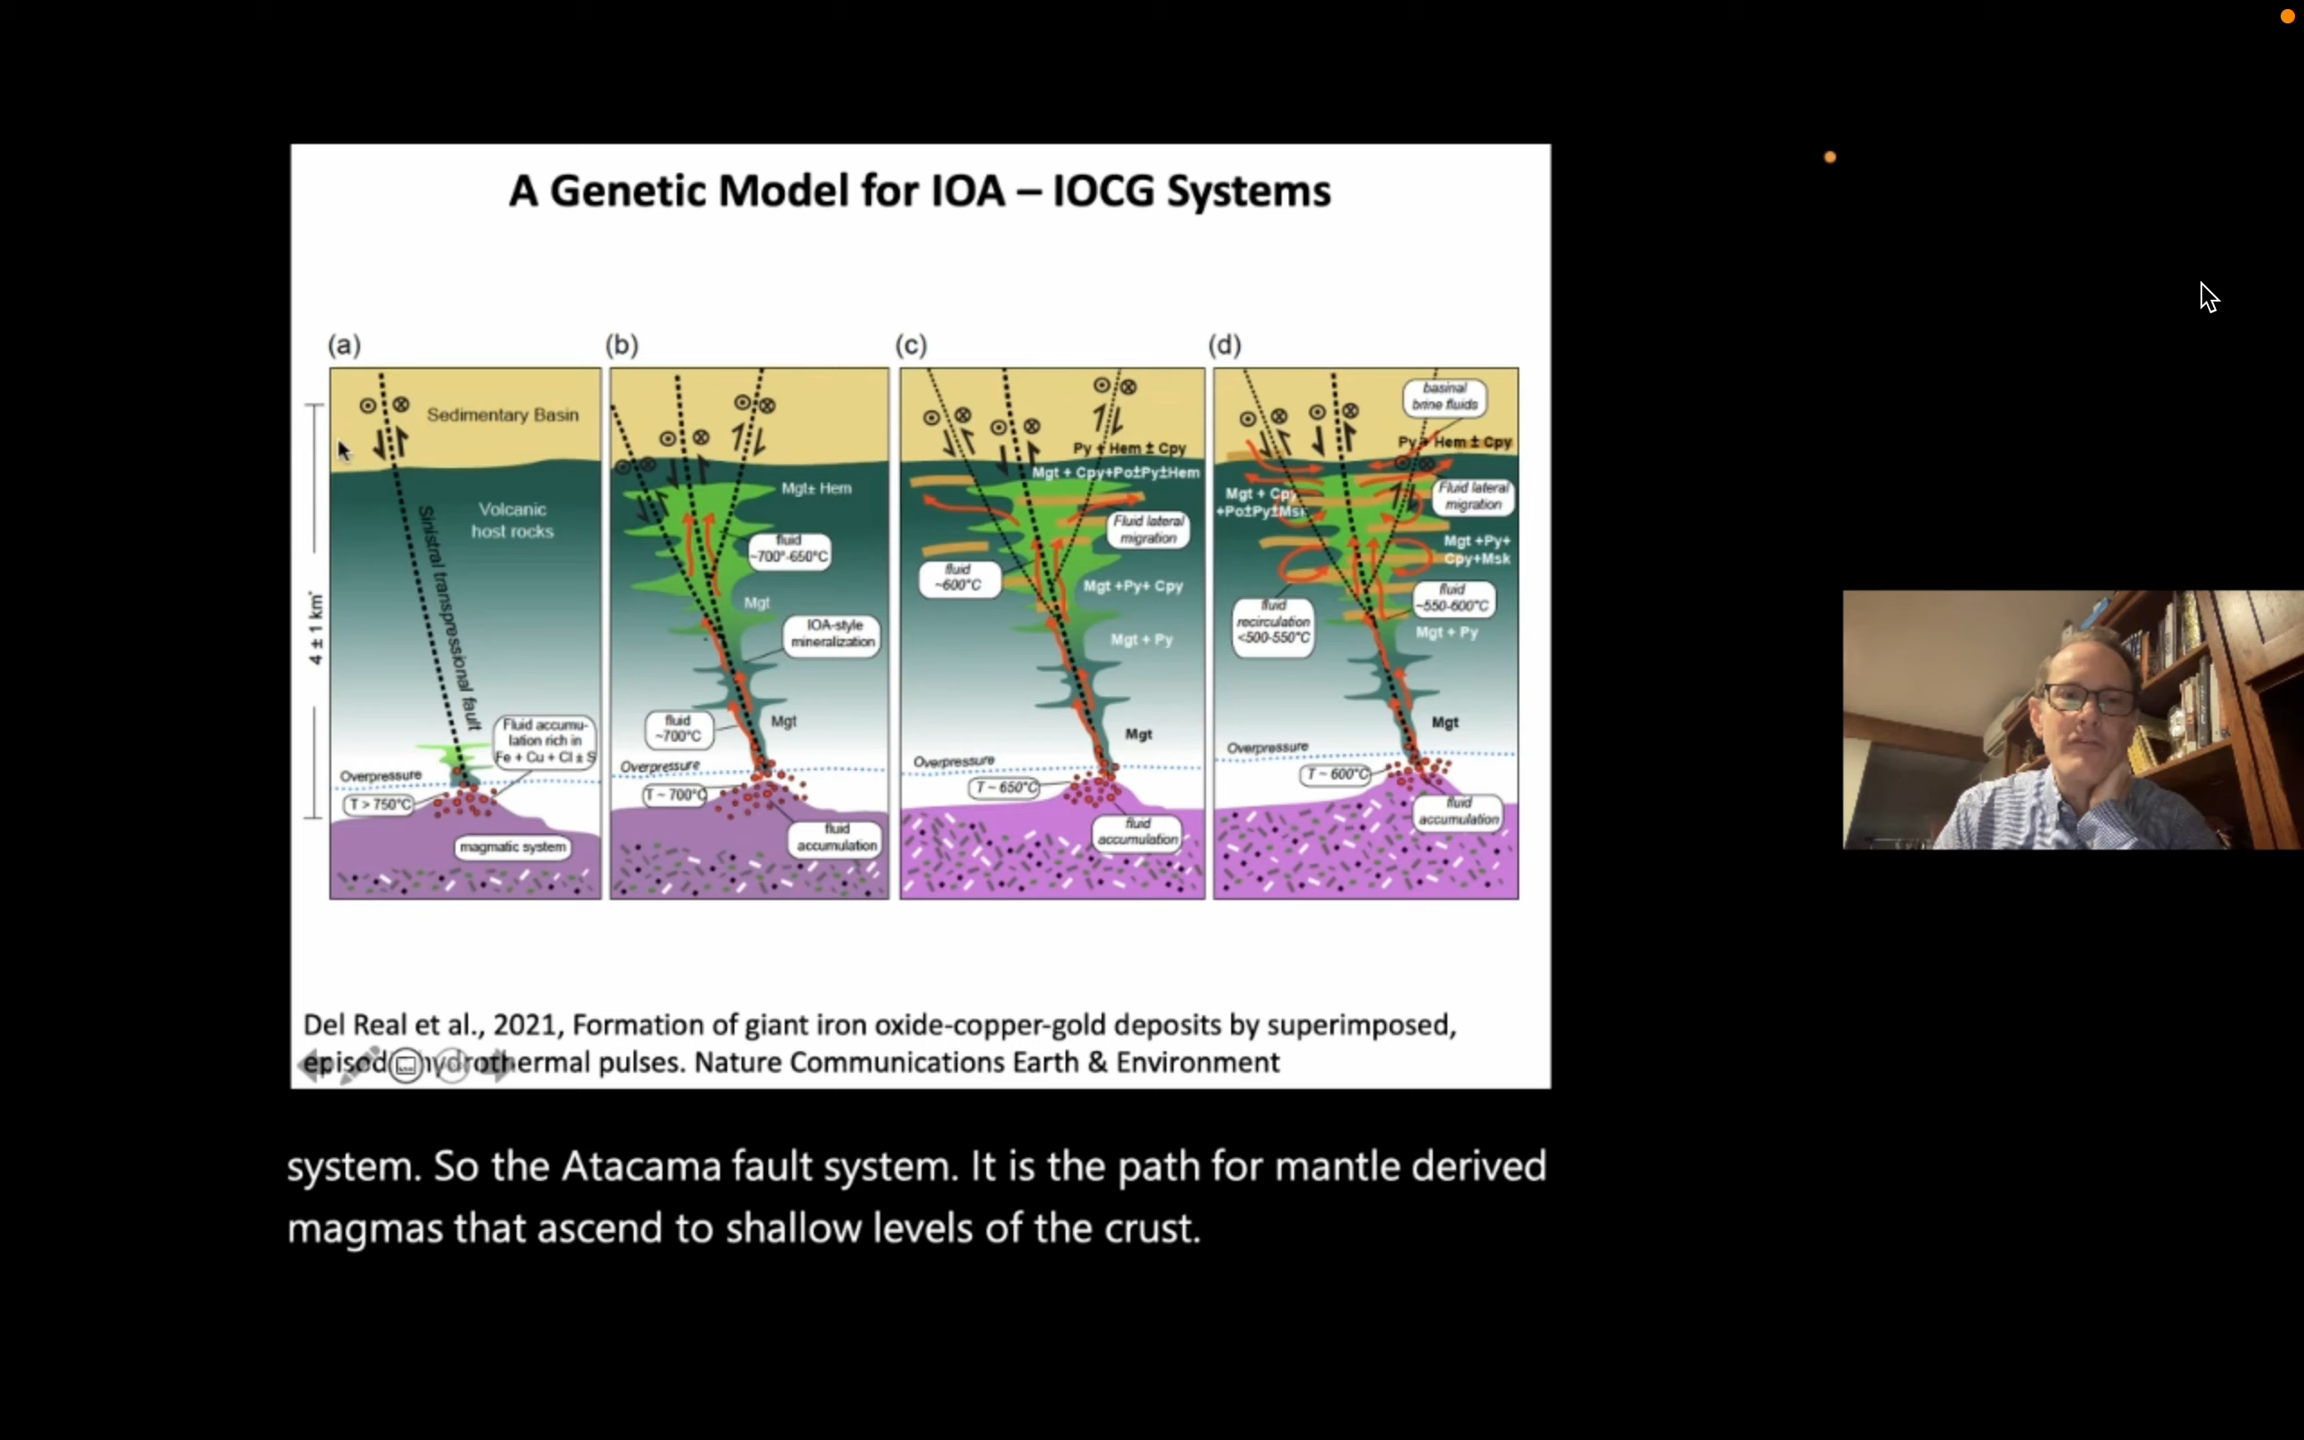 A Genetic Model for IOA – IOCG Systems
(a)
(b)
(c)
(d)
4 ± 1 km
Sedimentary Basin
Volcanic
host rocks
Sinistral transpressional fault
Fluid accumu-
lation rich in
Fe + Cu + Cl ± S
Overpressure
T > 750°C
magmatic system
Mgt± Hem
fluid
~700°-650°C
Mgt
IOA-style
mineralization
fluid
~700°C
Mgt
Overpressure
T ~ 700°C
fluid
accumulation
Py + Hem ± Cpy
Mgt + Cpy+Po±Py±Hem
Fluid lateral
migration
fluid
~600°C
Mgt +Py+ Cpy
Mgt + Py
Mgt
Overpressure
T ~ 650°C
fluid
accumulation
basinal
brine fluids
Py + Hem ± Cpy
Mgt + Cpy
+Po±Py±Msk
Fluid lateral
migration
Mgt +Py+
Cpy+Msk
fluid
~550-600°C
fluid
recirculation
<500-550°C
Mgt + Py
Mgt
Overpressure
T ~ 600°C
fluid
accumulation
Del Real et al., 2021, Formation of giant iron oxide-copper-gold deposits by superimposed,
hydrothermal pulses. Nature Communications Earth & Environment
system. So the Atacama fault system. It is the path for mantle derived
magmas that ascend to shallow levels of the crust.